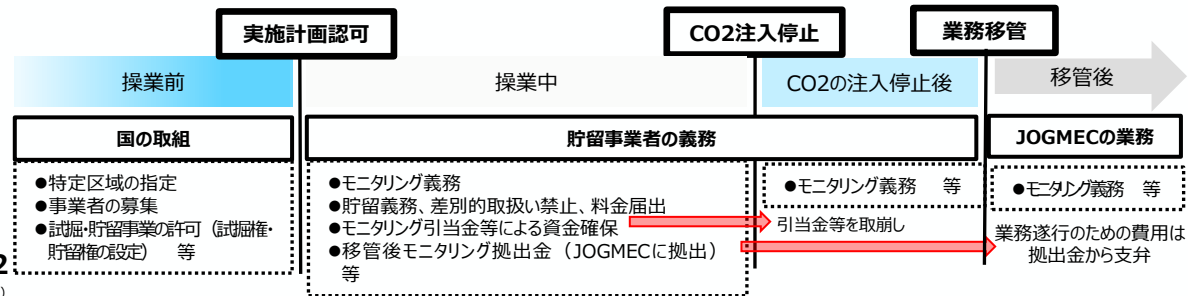 実施計画認可
CO2注入停止
業務移管
操業前
操業中
CO2の注入停止後
移管後
国の取組
貯留事業者の義務
JOGMECの業務
●特定区域の指定
●事業者の募集
●試掘・貯留事業の許可（試掘権・
貯留権の設定）　等
●モニタリング義務
●貯留義務、差別的取扱い禁止、料金届出
●モニタリング引当金等による資金確保
●移管後モニタリング拠出金（JOGMECに拠出）
等
●モニタリング義務　等
引当金等を取崩し
●モニタリング義務　等
業務遂行のための費用は
拠出金から支弁
2
）